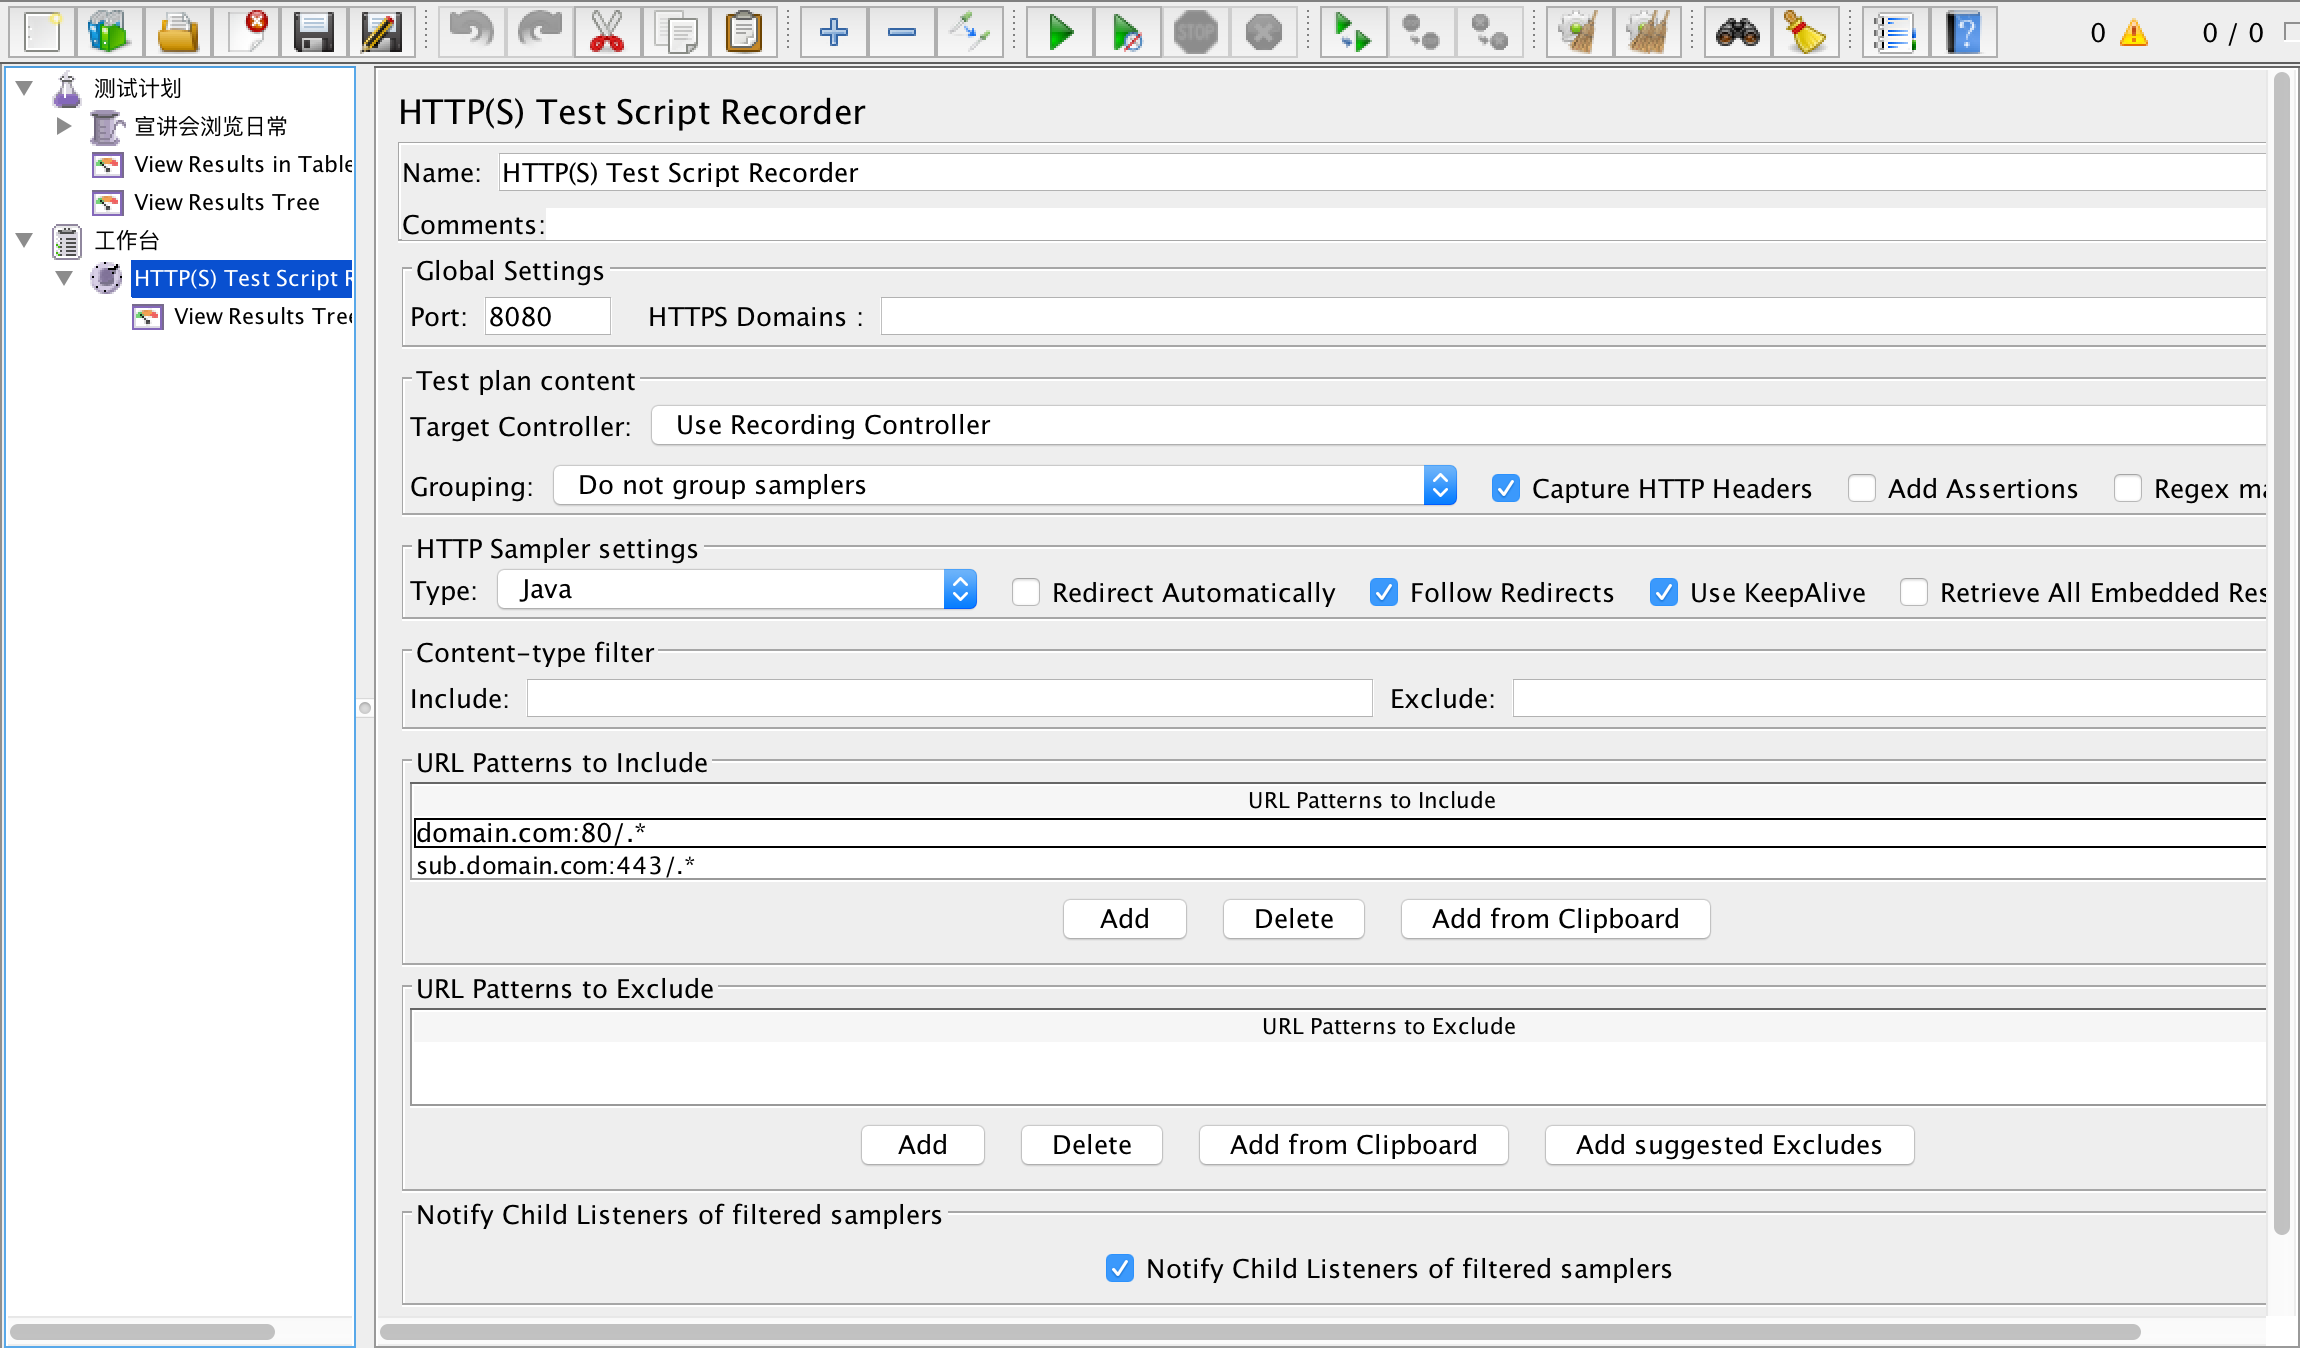 STOP
0
0 / 0
测试计划
宣讲会浏览日常
View Results in Table
View Results Tree
工作台
HTTP(S) Test Script R
View Results Tree
HTTP(S) Test Script Recorder
Name: HTTP(S) Test Script Recorder
Comments:
Global Settings
Port: 8080 HTTPS Domains :
Test plan content
Target Controller: Use Recording Controller
Grouping: Do not group samplers Capture HTTP Headers Add Assertions Regex ma
HTTP Sampler settings
Type: Java Redirect Automatically Follow Redirects Use KeepAlive Retrieve All Embedded Res
Content-type filter
Include: Exclude:
URL Patterns to Include
URL Patterns to Include
domain.com:80/.*
sub.domain.com:443/.*
Add Delete Add from Clipboard
URL Patterns to Exclude
URL Patterns to Exclude
Add Delete Add from Clipboard Add suggested Excludes
Notify Child Listeners of filtered samplers
Notify Child Listeners of filtered samplers